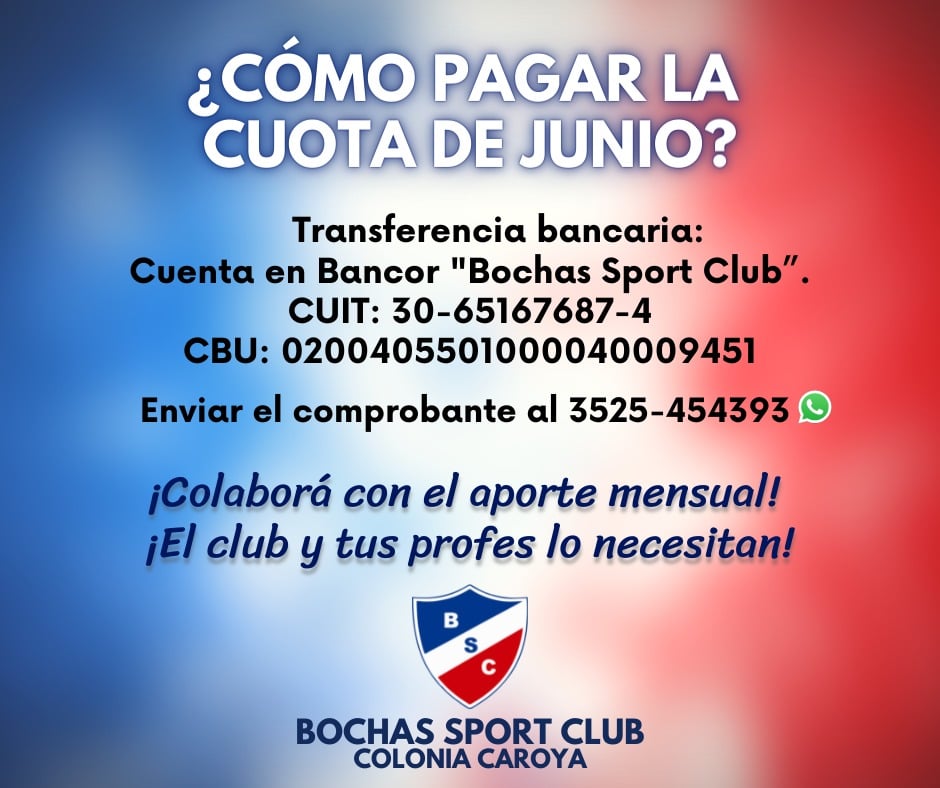 ¿CÓMO PAGAR LA
CUOTA DE JUNIO?
Transferencia bancaria:
Cuenta en Bancor "Bochas Sport Club”.
CUIT: 30-65167687-4
CBU: 0200405501000040009451
Enviar el comprobante al 3525-454393
¡Colaborá con el aporte mensual!
¡El club y tus profes lo necesitan!
B
S
C
BOCHAS SPORT CLUB
COLONIA CAROYA